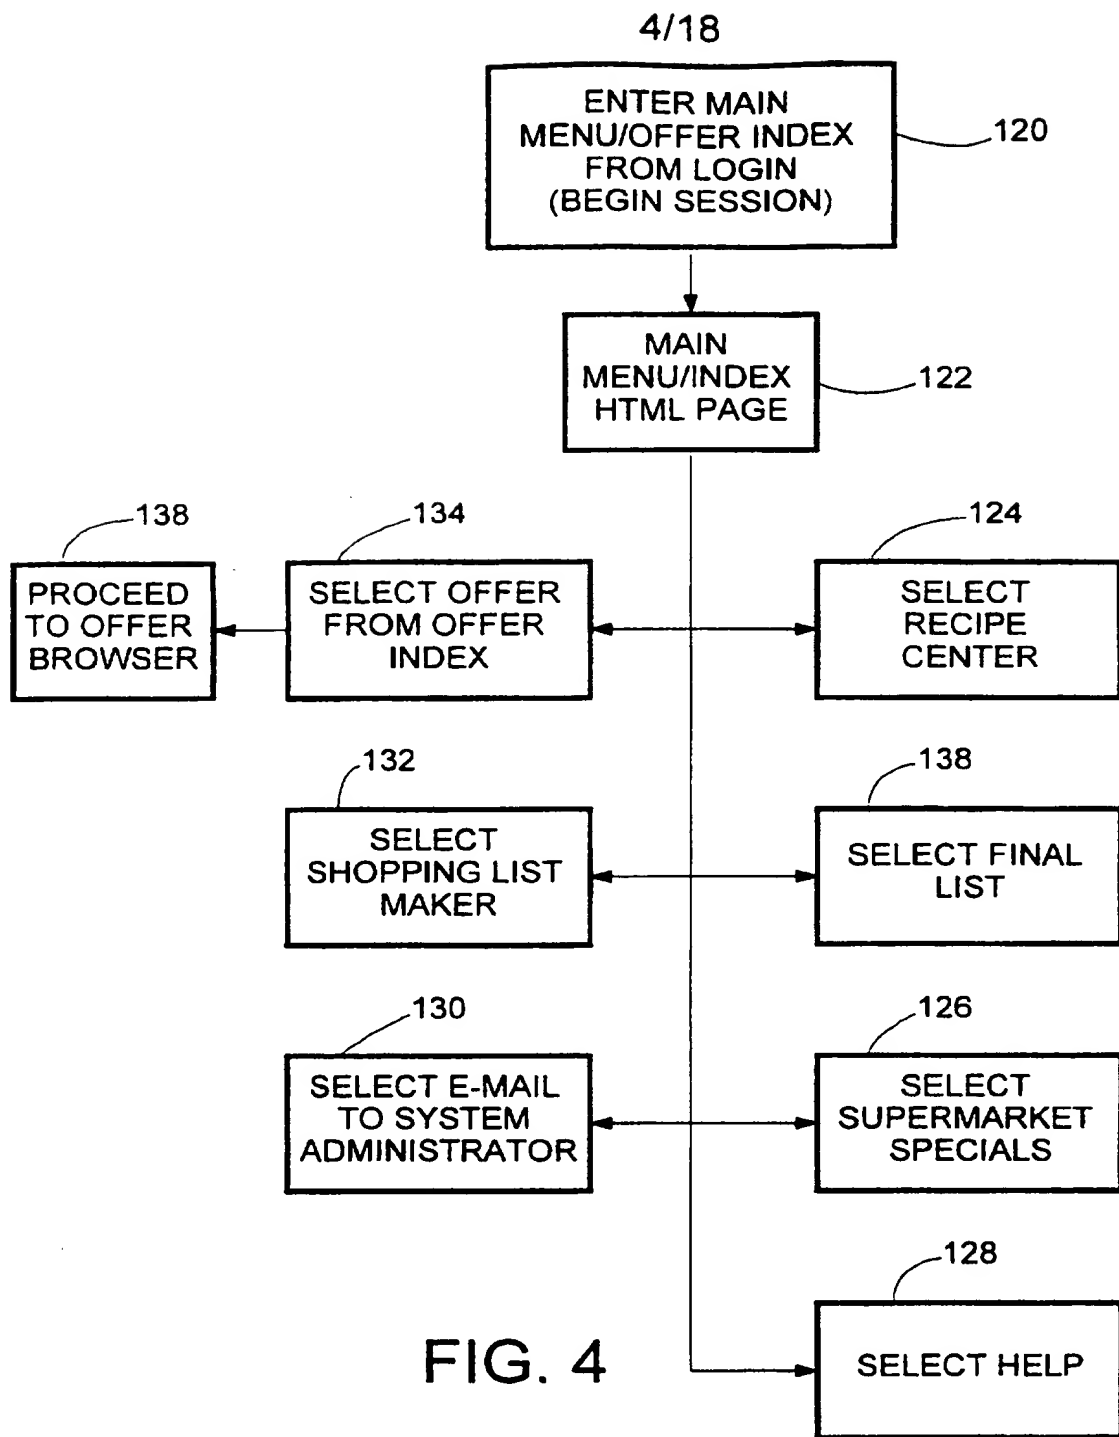 4/18
ENTER MAIN
MENU/OFFER INDEX
FROM LOGIN
(BEGIN SESSION)
120
MAIN
MENU/INDEX
HTML PAGE
122
138
134
124
PROCEED
TO OFFER
BROWSER
SELECT OFFER
FROM OFFER
INDEX
SELECT
RECIPE
CENTER
132
138
SELECT
SHOPPING LIST
MAKER
SELECT FINAL
LIST
130
126
SELECT E-MAIL
TO SYSTEM
ADMINISTRATOR
SELECT
SUPERMARKET
SPECIALS
128
SELECT HELP
FIG. 4